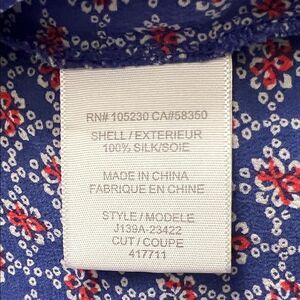 RN# 105230 CA#58350
SHELL / EXTERIEUR
100% SILK/SOIE
MADE IN CHINA
FABRIQUE EN CHINE
STYLE / MODELE
J139A-23422
CUT / COUPE
417711